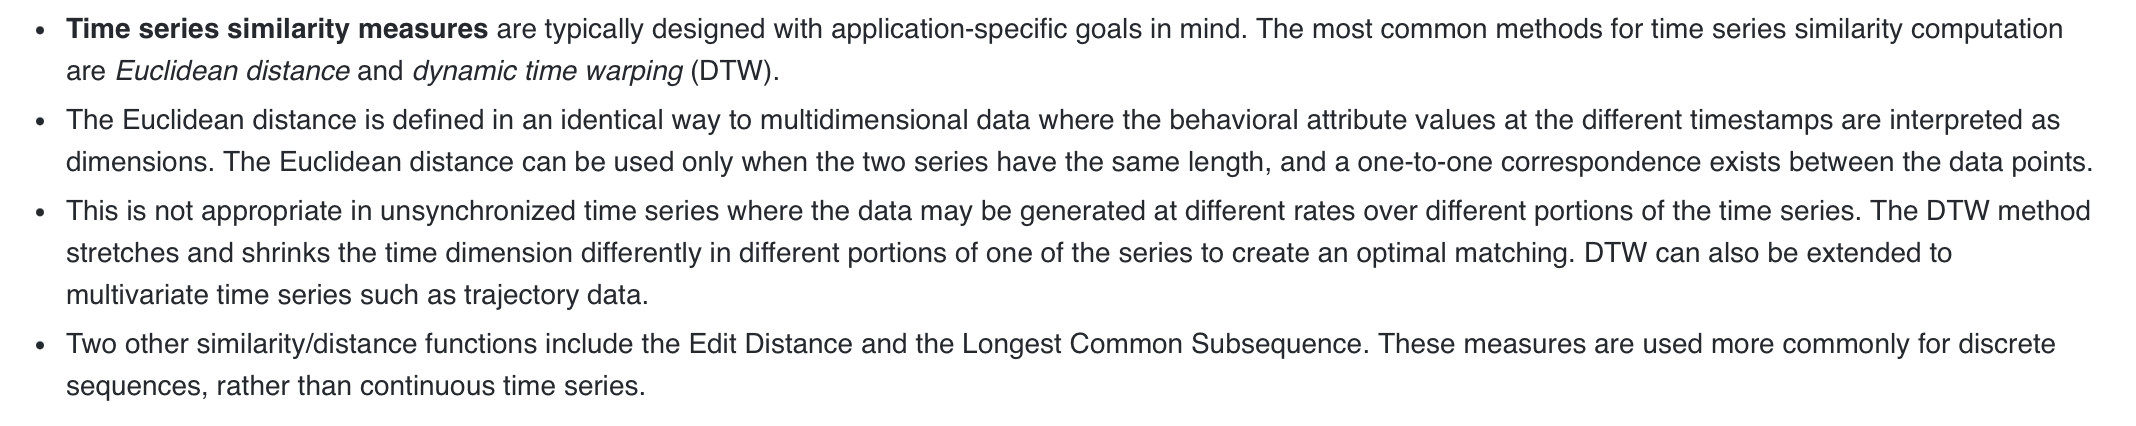 • Time series similarity measures are typically designed with application-specific goals in mind. The most common methods for time series similarity computation
are Euclidean distance and dynamic time warping (DTW).
• The Euclidean distance is defined in an identical way to multidimensional data where the behavioral attribute values at the different timestamps are interpreted as
dimensions. The Euclidean distance can be used only when the two series have the same length, and a one-to-one correspondence exists between the data points.
• This is not appropriate in unsynchronized time series where the data may be generated at different rates over different portions of the time series. The DTW method
stretches and shrinks the time dimension differently in different portions of one of the series to create an optimal matching. DTW can also be extended to
multivariate time series such as trajectory data.
• Two other similarity/distance functions include the Edit Distance and the Longest Common Subsequence. These measures are used more commonly for discrete
sequences, rather than continuous time series.